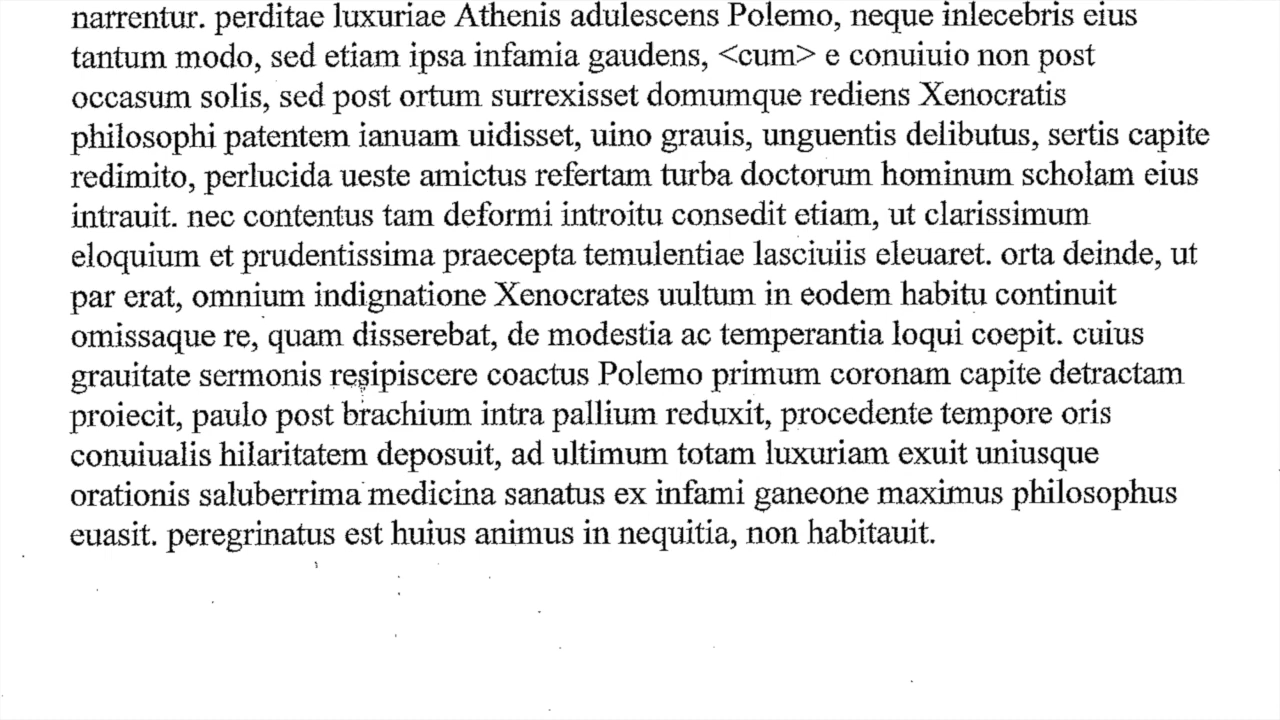 narrentur. perditae luxuriae Athenis adulescens Polemo, neque inlecebris eius
tantum modo, sed etiam ipsa infamia gaudens, <cum> e conuiuio non post
occasum solis, sed post ortum surrexisset domumque rediens Xenocratis
philosophi patentem ianuam uidisset, uino grauis, unguentis delibutus, sertis capite
redimito, perlucida ueste amictus refertam turba doctorum hominum scholam eius
intrauit. nec contentus tam deformi introitu consedit etiam, ut clarissimum
eloquium et prudentissima praecepta temulentiae lasciuiis eleuaret. orta deinde, ut
par erat, omnium indignatione Xenocrates uultum in eodem habitu continuit
omissaque re, quam disserebat, de modestia ac temperantia loqui coepit. cuius
grauitate sermonis resipiscere coactus Polemo primum coronam capite detractam
proiecit, paulo post brachium intra pallium reduxit, procedente tempore oris
conuiualis hilaritatem deposuit, ad ultimum totam luxuriam exuit uniusque
orationis saluberrima medicina sanatus ex infami ganeone maximus philosophus
euasit. peregrinatus est huius animus in nequitia, non habitauit.